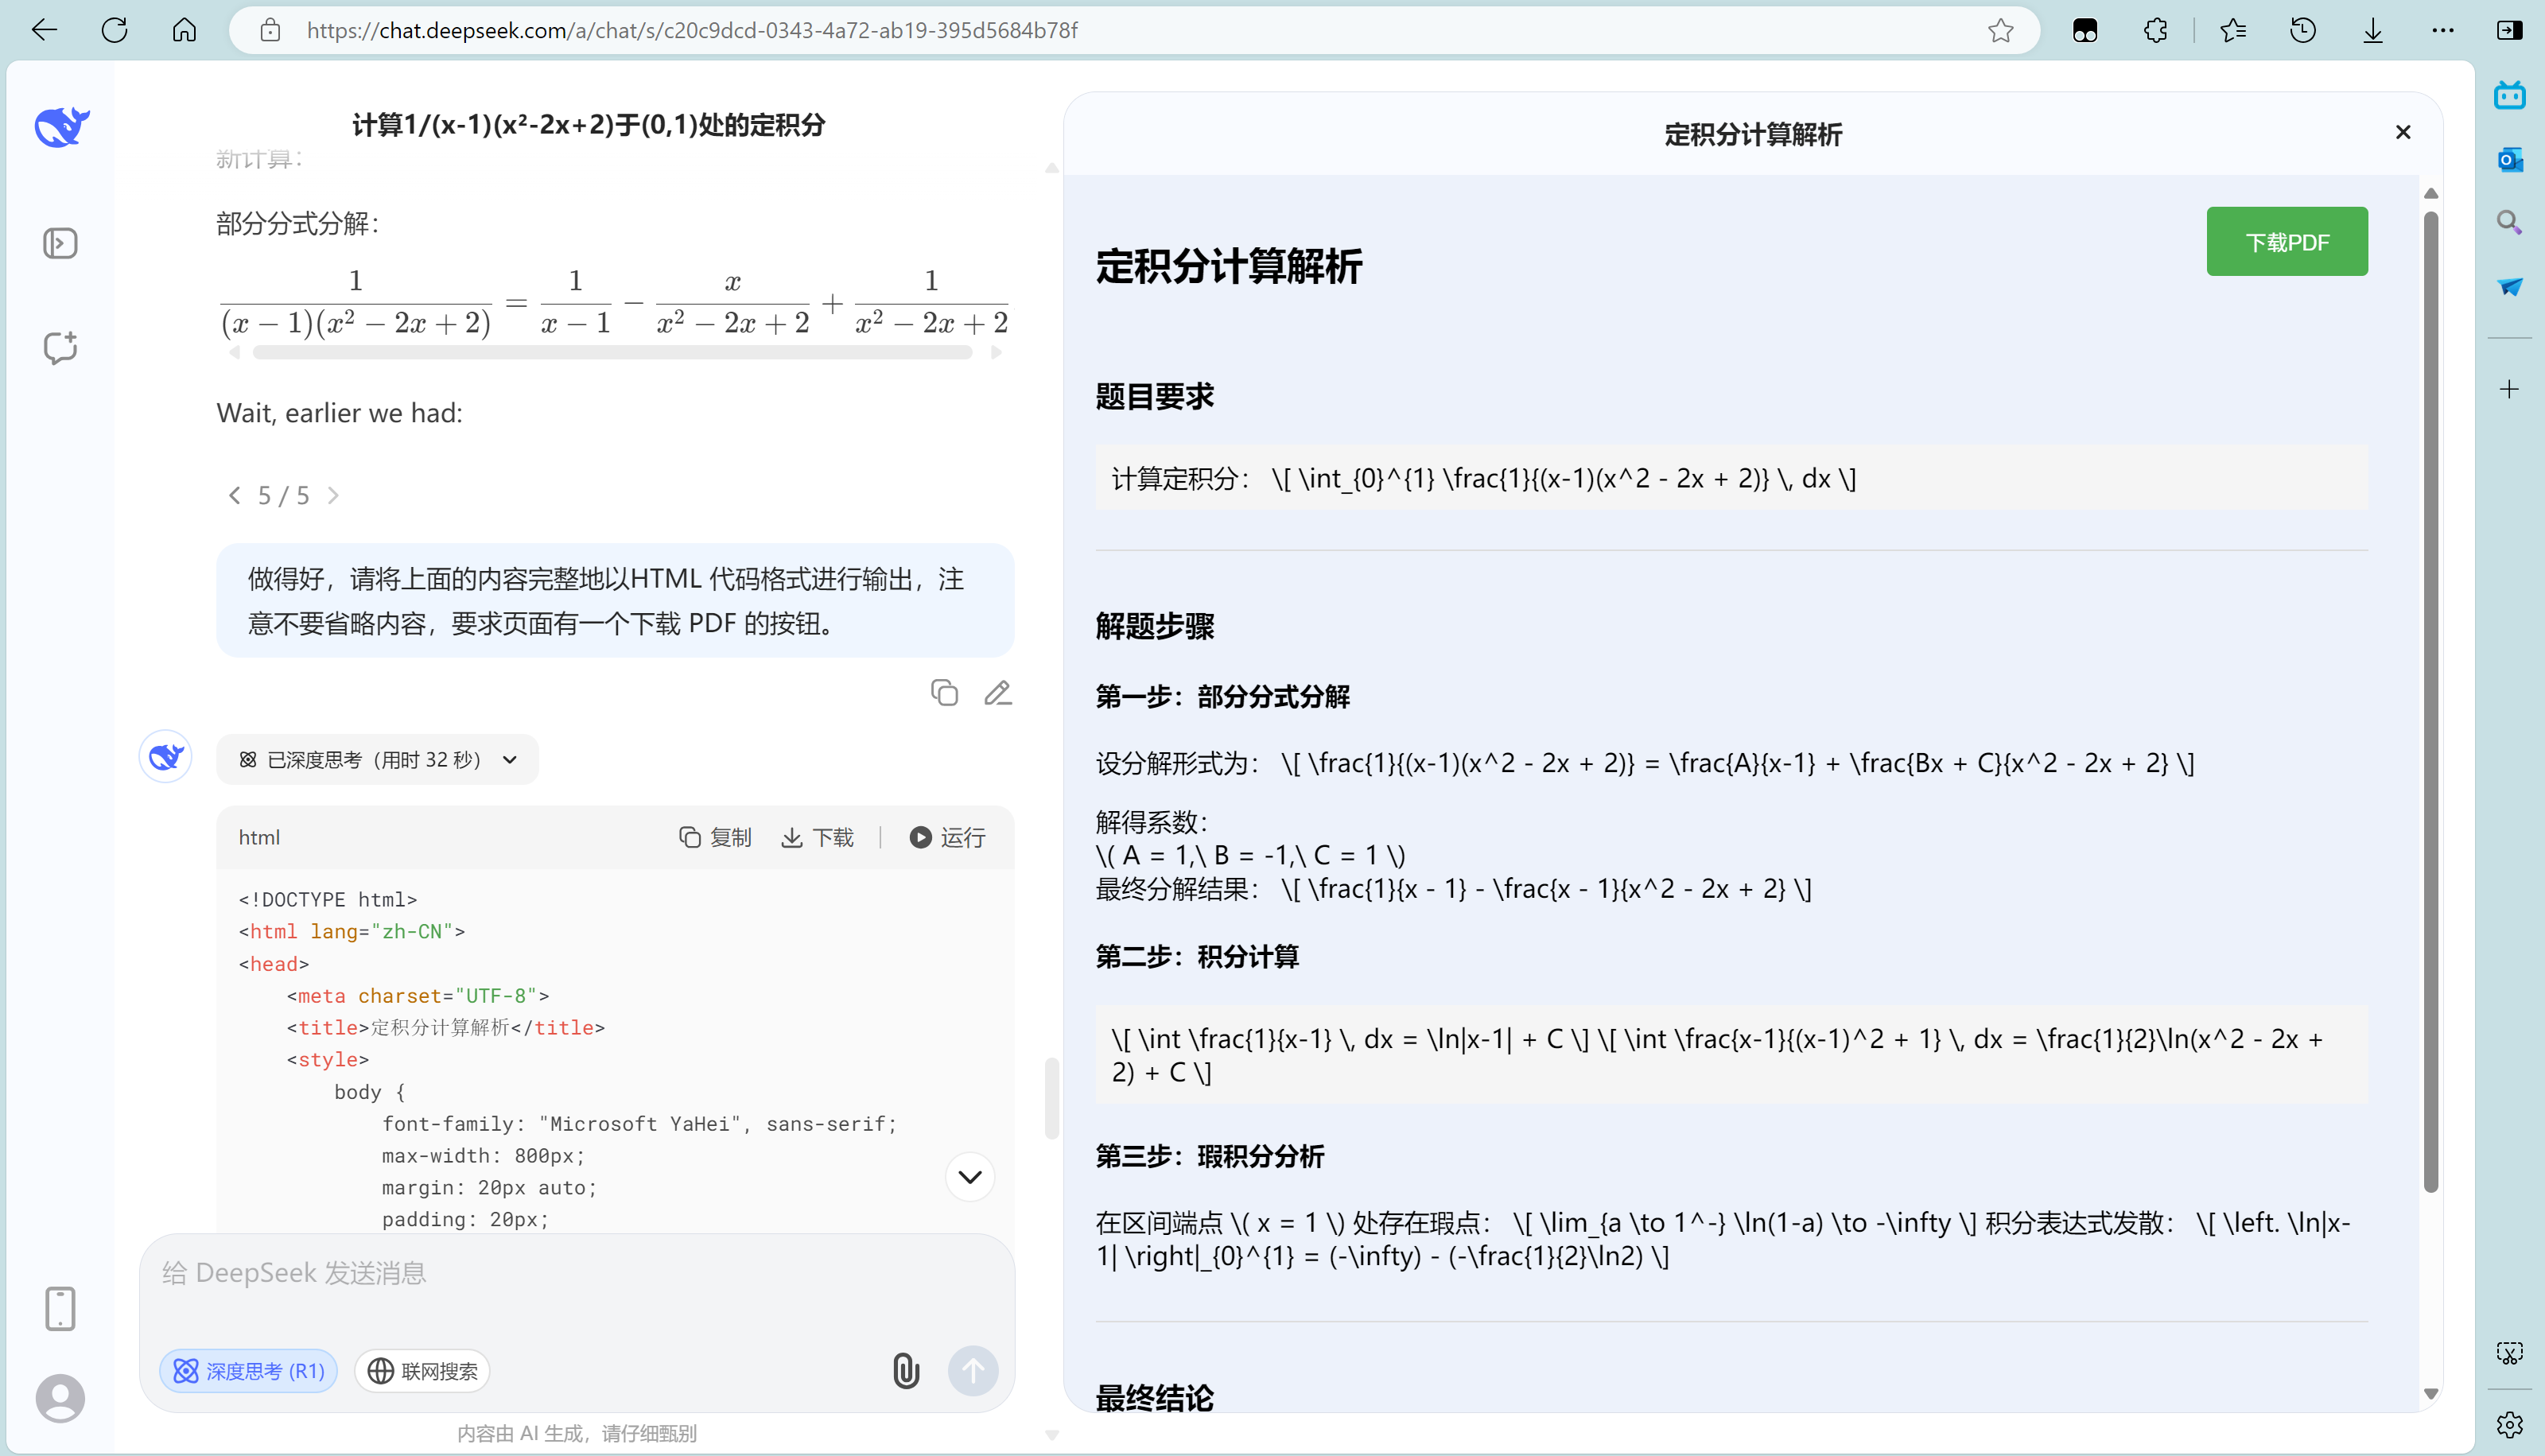 https://chat.deepseek.com/a/chat/s/c20c9dcd-0343-4a72-ab19-395d5684b78f
计算1/(x-1)(x²-2x+2)于(0,1)处的定积分
新计算：
部分分式分解：
1/((x − 1)(x² − 2x + 2)) = 1/(x − 1) − x/(x² − 2x + 2) + 1/(x² − 2x + 2)
Wait, earlier we had:
5 / 5
做得好，请将上面的内容完整地以HTML 代码格式进行输出，注
意不要省略内容，要求页面有一个下载 PDF 的按钮。
已深度思考（用时 32 秒）
html 复制 下载 运行
<!DOCTYPE html>
<html lang="zh-CN">
<head>
<meta charset="UTF-8">
<title>定积分计算解析</title>
<style>
body {
font-family: "Microsoft YaHei", sans-serif;
max-width: 800px;
margin: 20px auto;
padding: 20px;
给 DeepSeek 发送消息
深度思考 (R1) 联网搜索
内容由 AI 生成，请仔细甄别
定积分计算解析
下载PDF
定积分计算解析
题目要求
计算定积分： \[ \int_{0}^{1} \frac{1}{(x-1)(x^2 - 2x + 2)} \, dx \]
解题步骤
第一步：部分分式分解
设分解形式为： \[ \frac{1}{(x-1)(x^2 - 2x + 2)} = \frac{A}{x-1} + \frac{Bx + C}{x^2 - 2x + 2} \]
解得系数：
\( A = 1,\ B = -1,\ C = 1 \)
最终分解结果： \[ \frac{1}{x - 1} - \frac{x - 1}{x^2 - 2x + 2} \]
第二步：积分计算
\[ \int \frac{1}{x-1} \, dx = \ln|x-1| + C \] \[ \int \frac{x-1}{(x-1)^2 + 1} \, dx = \frac{1}{2}\ln(x^2 - 2x +
2) + C \]
第三步：瑕积分分析
在区间端点 \( x = 1 \) 处存在瑕点： \[ \lim_{a \to 1^-} \ln(1-a) \to -\infty \] 积分表达式发散： \[ \left. \ln|x-
1| \right|_{0}^{1} = (-\infty) - (-\frac{1}{2}\ln2) \]
最终结论